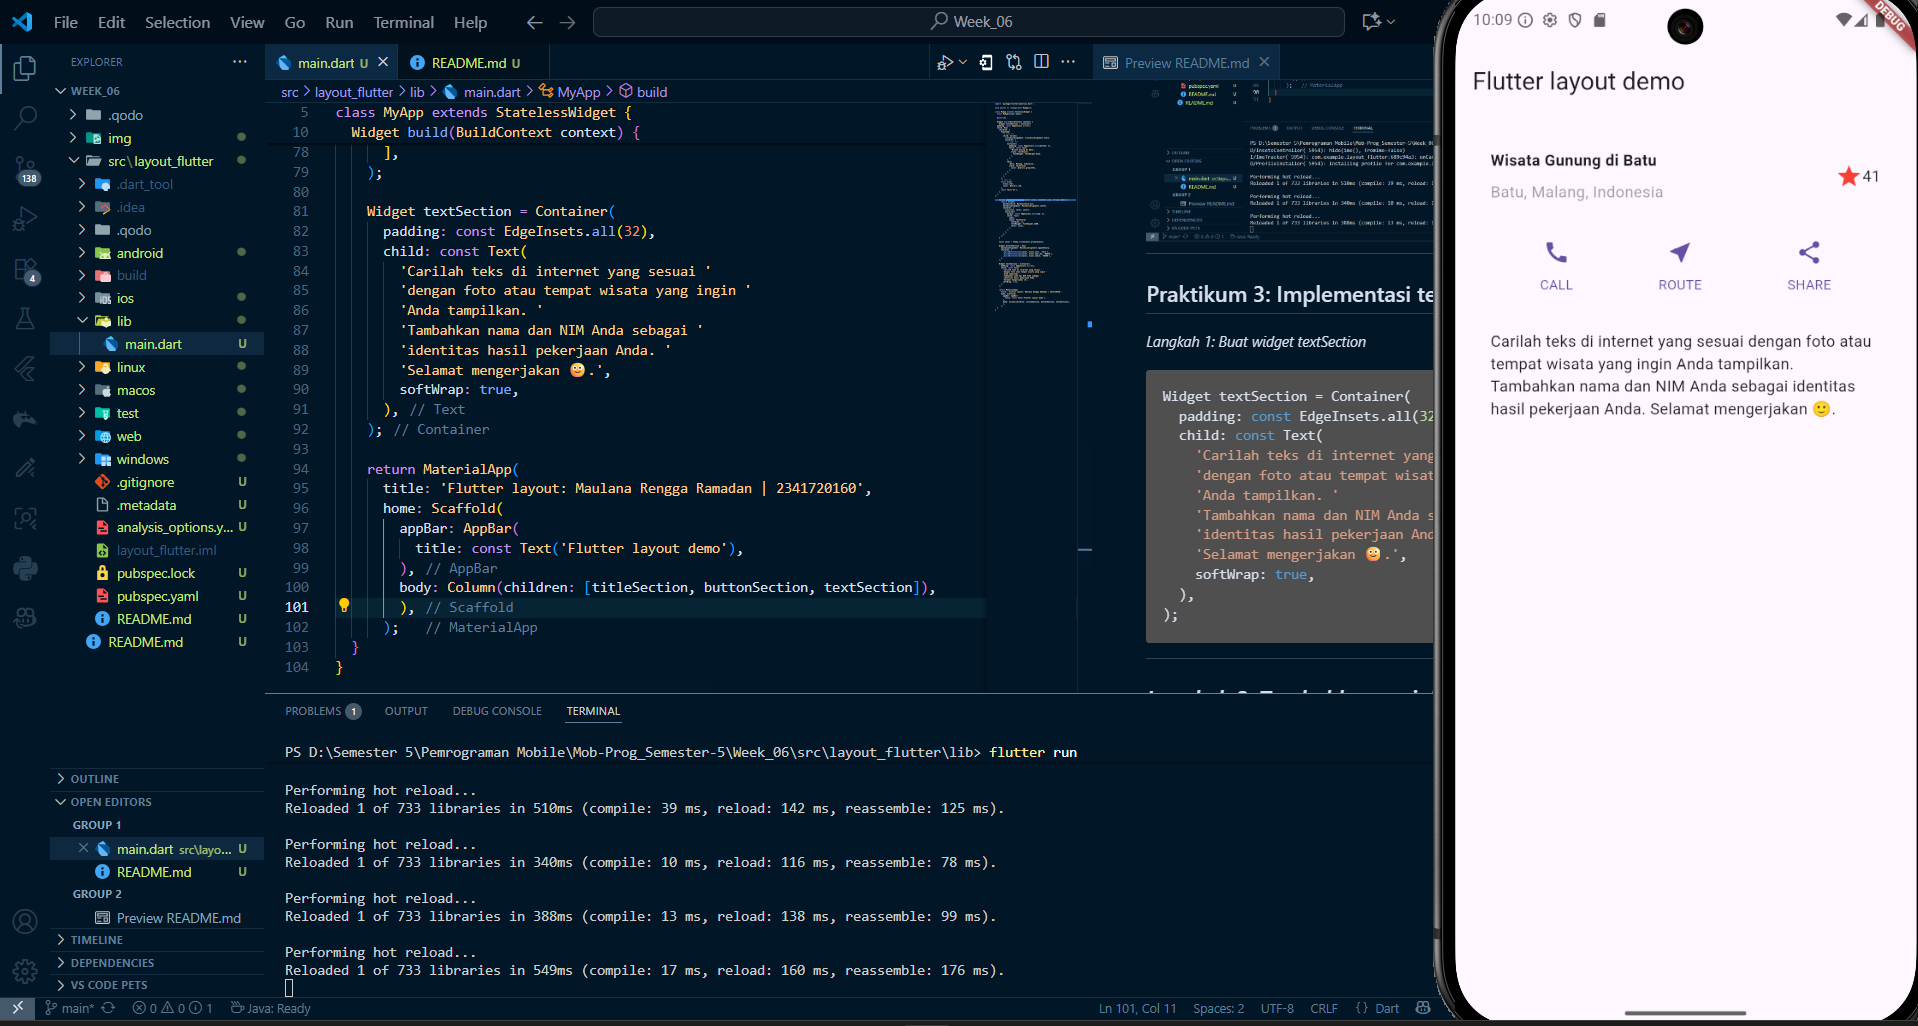 File Edit Selection View Go Run Terminal Help
Week_06
EXPLORER
WEEK_06
.qodo
img
src\layout_flutter
.dart_tool
.idea
.qodo
android
build
ios
lib
main.dart U
linux
macos
test
web
windows
.gitignore U
.metadata U
analysis_options.y... U
layout_flutter.iml
pubspec.lock U
pubspec.yaml U
README.md U
README.md U
138
4
OUTLINE
OPEN EDITORS
GROUP 1
main.dart src\layo... U
README.md U
GROUP 2
Preview README.md
TIMELINE
DEPENDENCIES
VS CODE PETS
main.dart U
README.md U
src > layout_flutter > lib > main.dart > MyApp > build
5 class MyApp extends StatelessWidget {
10 Widget build(BuildContext context) {
78 ],
79 );
80
81 Widget textSection = Container(
82 padding: const EdgeInsets.all(32),
83 child: const Text(
84 'Carilah teks di internet yang sesuai '
85 'dengan foto atau tempat wisata yang ingin '
86 'Anda tampilkan. '
87 'Tambahkan nama dan NIM Anda sebagai '
88 'identitas hasil pekerjaan Anda. '
89 'Selamat mengerjakan 🙂.',
90 softWrap: true,
91 ), // Text
92 ); // Container
93
94 return MaterialApp(
95 title: 'Flutter layout: Maulana Rengga Ramadan | 2341720160',
96 home: Scaffold(
97 appBar: AppBar(
98 title: const Text('Flutter layout demo'),
99 ), // AppBar
100 body: Column(children: [titleSection, buttonSection, textSection]),
101 ), // Scaffold
102 ); // MaterialApp
103 }
104 }
PROBLEMS 1 OUTPUT DEBUG CONSOLE TERMINAL
PS D:\Semester 5\Pemrograman Mobile\Mob-Prog_Semester-5\Week_06\src\layout_flutter\lib> flutter run
Performing hot reload...
Reloaded 1 of 733 libraries in 510ms (compile: 39 ms, reload: 142 ms, reassemble: 125 ms).
Performing hot reload...
Reloaded 1 of 733 libraries in 340ms (compile: 10 ms, reload: 116 ms, reassemble: 78 ms).
Performing hot reload...
Reloaded 1 of 733 libraries in 388ms (compile: 13 ms, reload: 138 ms, reassemble: 99 ms).
Performing hot reload...
Reloaded 1 of 733 libraries in 549ms (compile: 17 ms, reload: 160 ms, reassemble: 176 ms).
Preview README.md
Praktikum 3: Implementasi te
Langkah 1: Buat widget textSection
Widget textSection = Container(
padding: const EdgeInsets.all(32
child: const Text(
'Carilah teks di internet yang
'dengan foto atau tempat wisat
'Anda tampilkan. '
'Tambahkan nama dan NIM Anda s
'identitas hasil pekerjaan And
'Selamat mengerjakan 🙂.',
softWrap: true,
),
);
main* 0 0 1 Java: Ready
Ln 101, Col 11 Spaces: 2 UTF-8 CRLF {} Dart
10:09
DEBUG
Flutter layout demo
Wisata Gunung di Batu
Batu, Malang, Indonesia
41
CALL ROUTE SHARE
Carilah teks di internet yang sesuai dengan foto atau
tempat wisata yang ingin Anda tampilkan.
Tambahkan nama dan NIM Anda sebagai identitas
hasil pekerjaan Anda. Selamat mengerjakan 🙂.